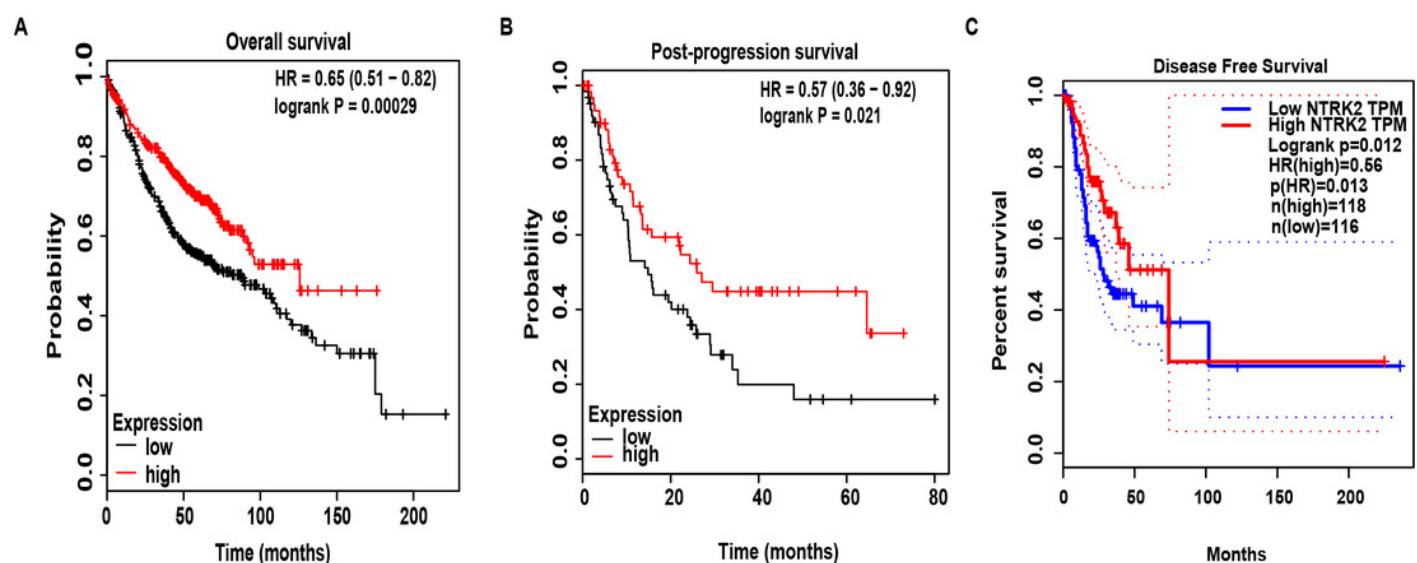 A
Overall survival
HR = 0.65 (0.51 − 0.82)
logrank P = 0.00029
Probability
1.0
0.8
0.6
0.4
0.2
0.0
Expression
low
high
0 50 100 150 200
Time (months)
B
Post-progression survival
HR = 0.57 (0.36 − 0.92)
logrank P = 0.021
Probability
1.0
0.8
0.6
0.4
0.2
0.0
Expression
low
high
0 20 40 60 80
Time (months)
C
Disease Free Survival
Low NTRK2 TPM
High NTRK2 TPM
Logrank p=0.012
HR(high)=0.56
p(HR)=0.013
n(high)=118
n(low)=116
Percent survival
1.0
0.8
0.6
0.4
0.2
0.0
0 50 100 200
Months